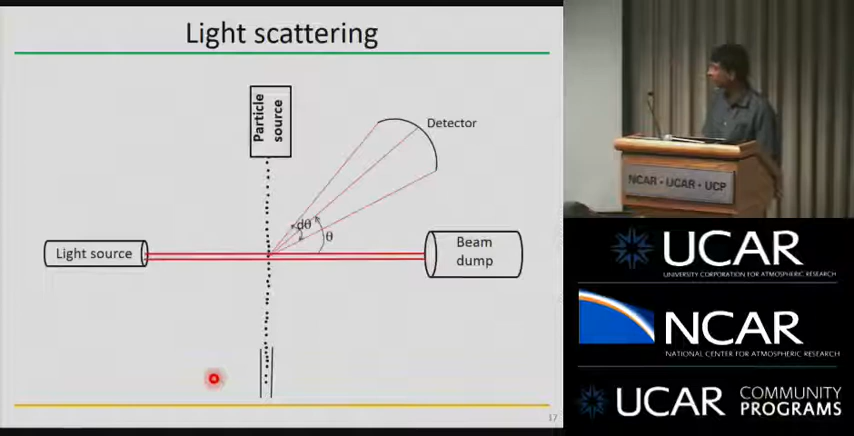 Light scattering
Particle
source
Detector
dθ
θ
Light source
Beam
dump
17
NCAR • UCAR • UCP
UCAR
UNIVERSITY CORPORATION FOR ATMOSPHERIC RESEARCH
NCAR
NATIONAL CENTER FOR ATMOSPHERIC RESEARCH
UCAR
COMMUNITY
PROGRAMS